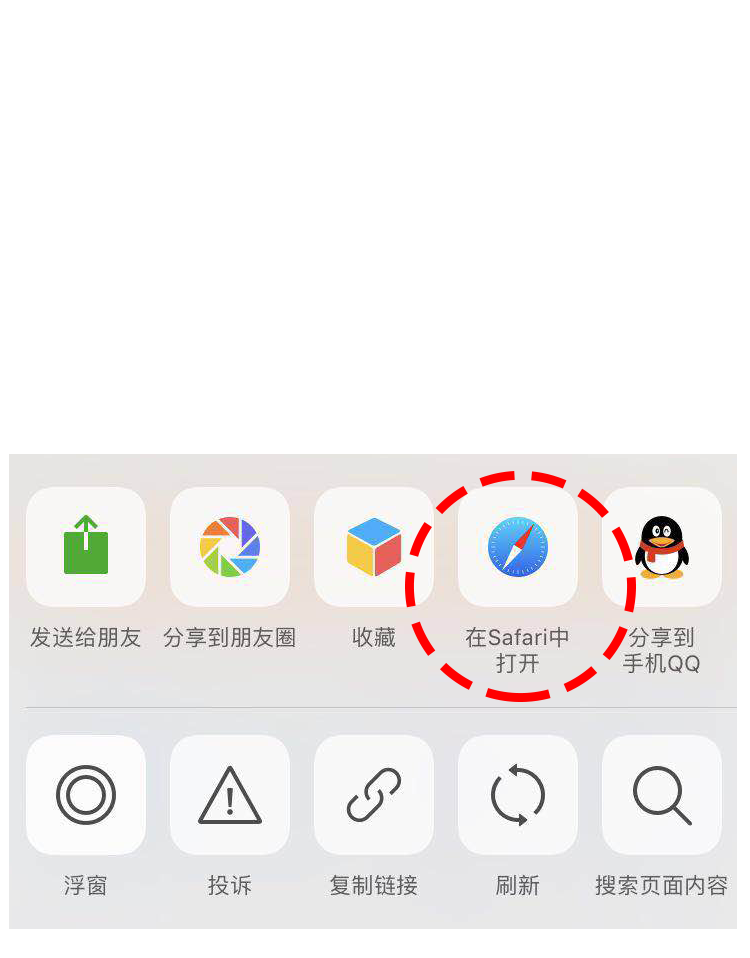 发送给朋友
分享到朋友圈
收藏
在Safari中
打开
分享到
手机QQ
浮窗
投诉
复制链接
刷新
搜索页面内容